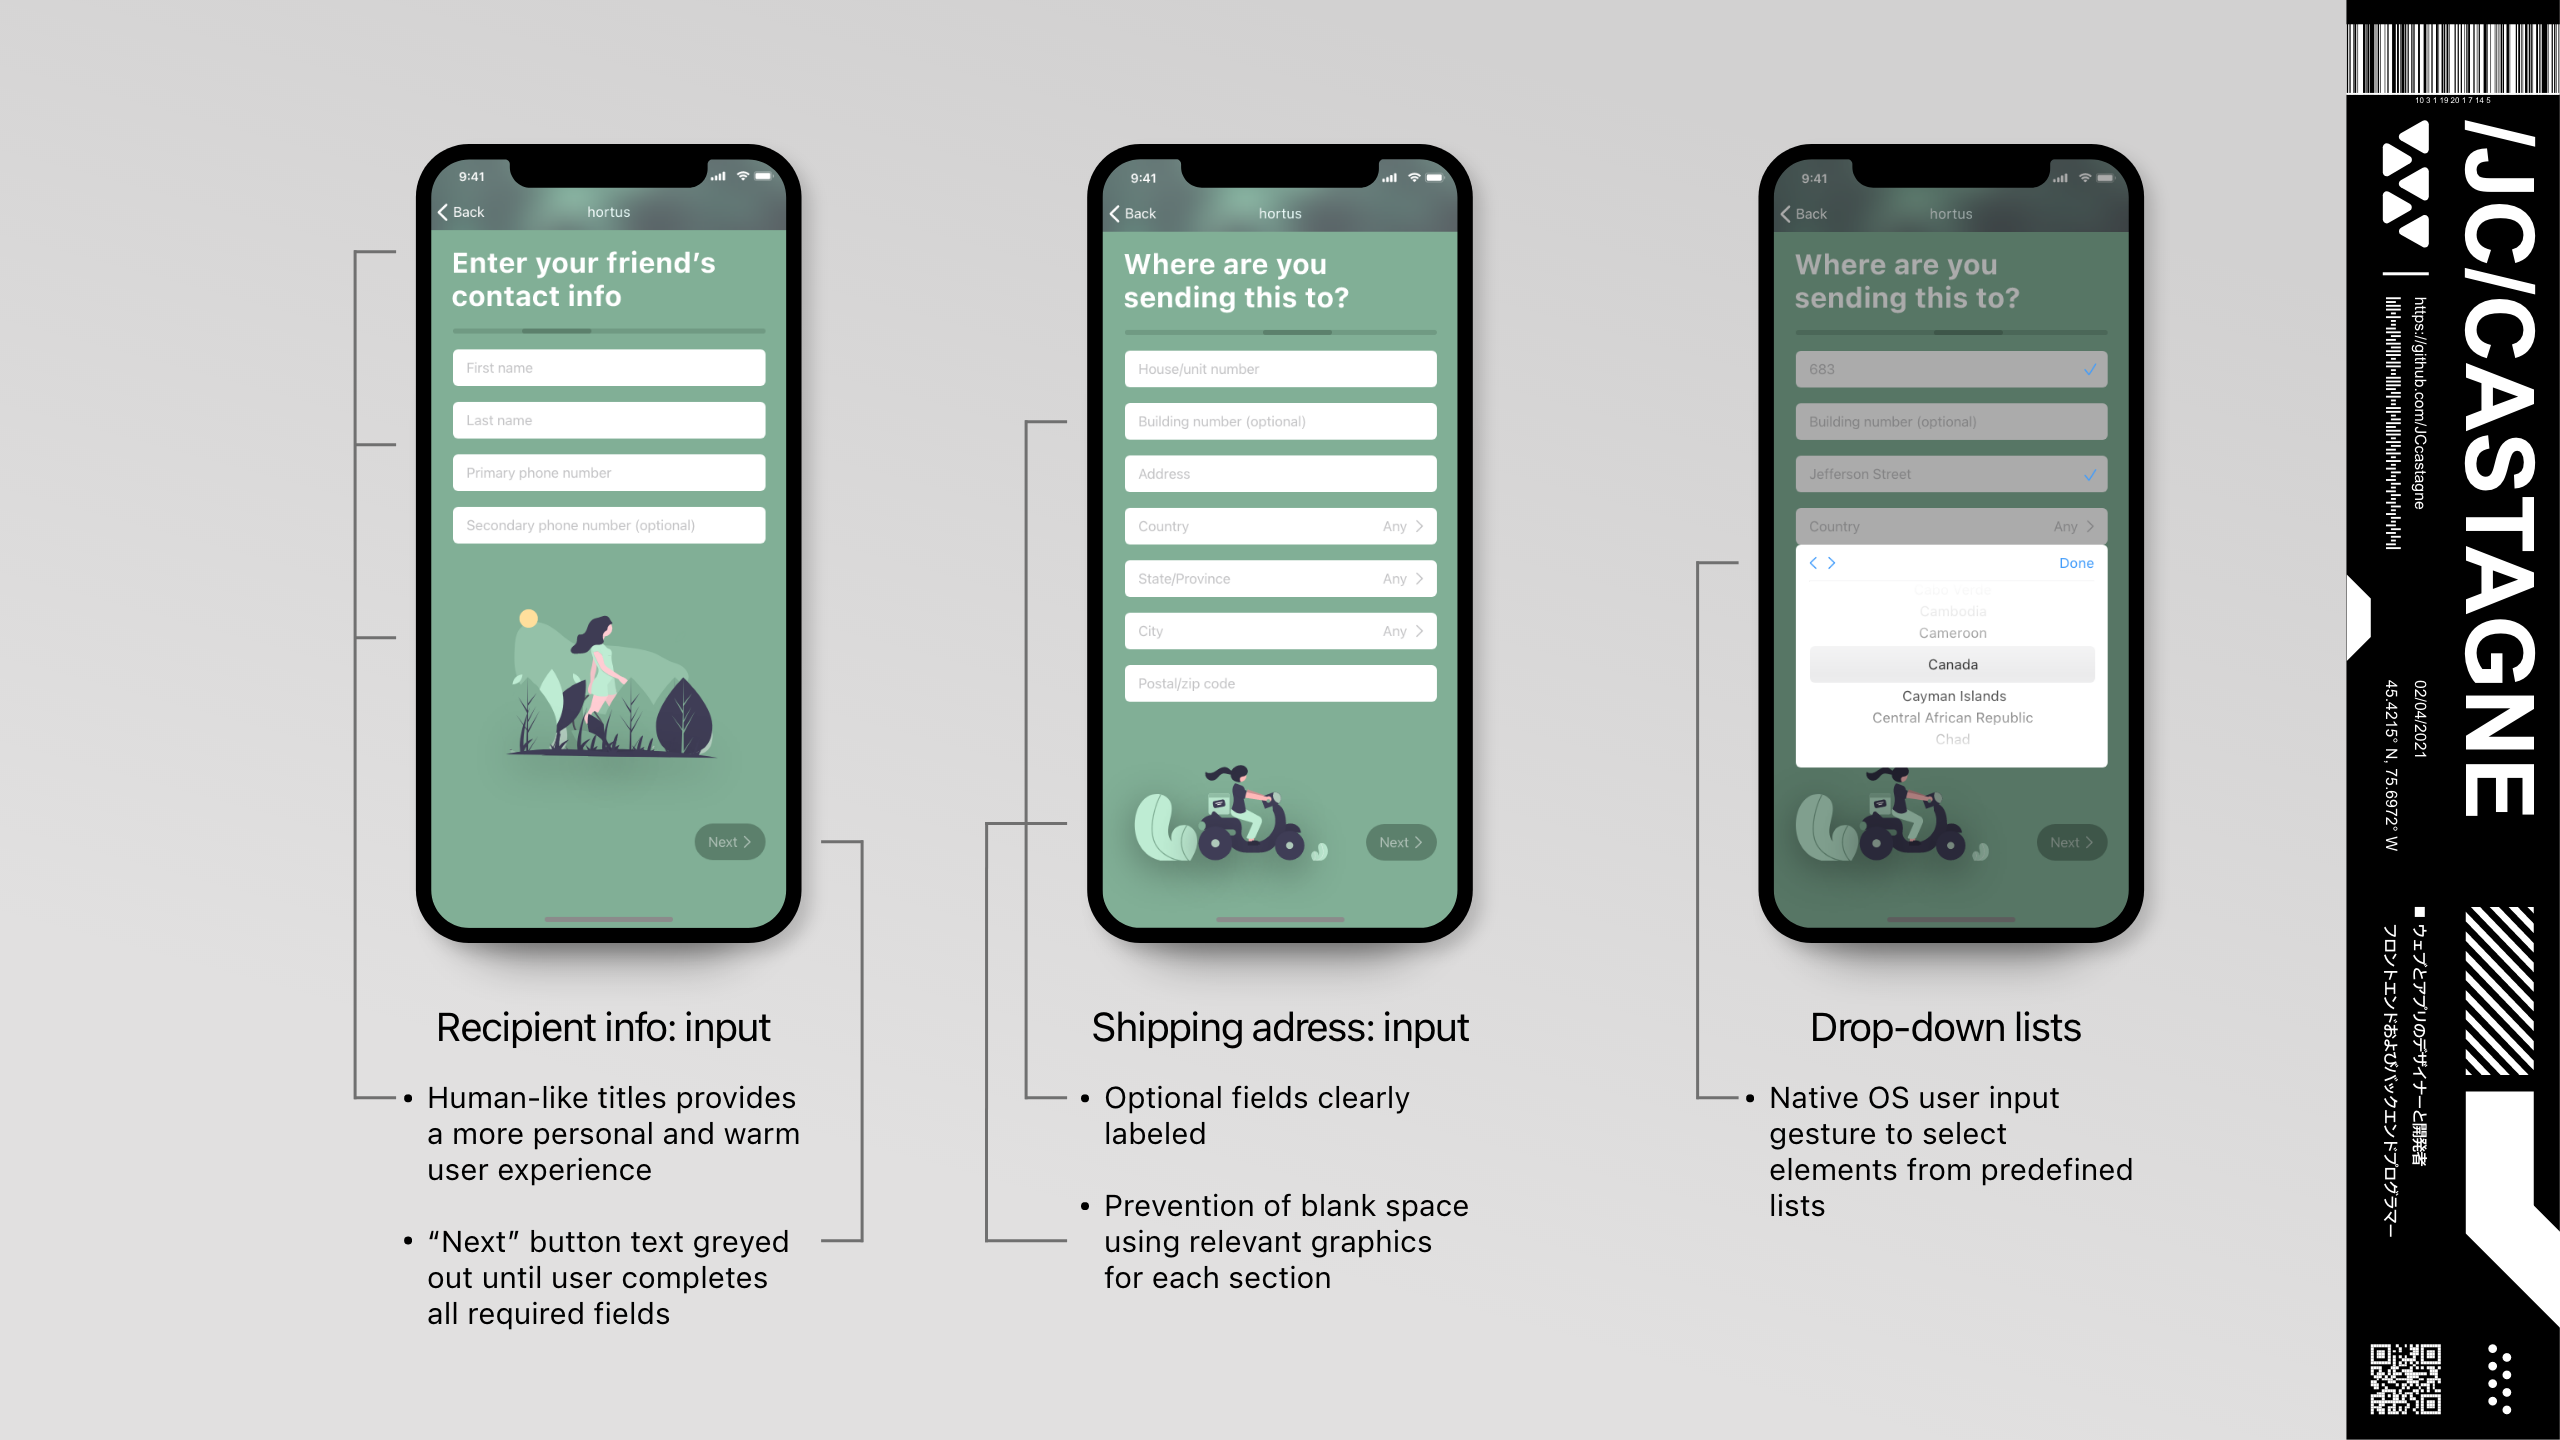 9:41
Back
hortus
Enter your friend’s
contact info
First name
Last name
Primary phone number
Secondary phone number (optional)
Next
Recipient info: input
• Human-like titles provides
a more personal and warm
user experience
• “Next” button text greyed
out until user completes
all required fields
9:41
Back
hortus
Where are you
sending this to?
House/unit number
Building number (optional)
Address
Country Any
State/Province Any
City Any
Postal/zip code
Next
Shipping adress: input
• Optional fields clearly
labeled
• Prevention of blank space
using relevant graphics
for each section
9:41
Back
hortus
Where are you
sending this to?
683
Building number (optional)
Jefferson Street
Country Any
Done
Cabo Verde
Cambodia
Cameroon
Canada
Cayman Islands
Central African Republic
Chad
Next
Drop-down lists
• Native OS user input
gesture to select
elements from predefined
lists
10 3 1 19 20 1 7 14 5
/JC/CASTAGNE
https://github.com/JCcastagne
02/04/2021
45.4215° N, 75.6972° W
■ ウェブとアプリのデザイナーと開発者
フロントエンドおよびバックエンドプログラマー